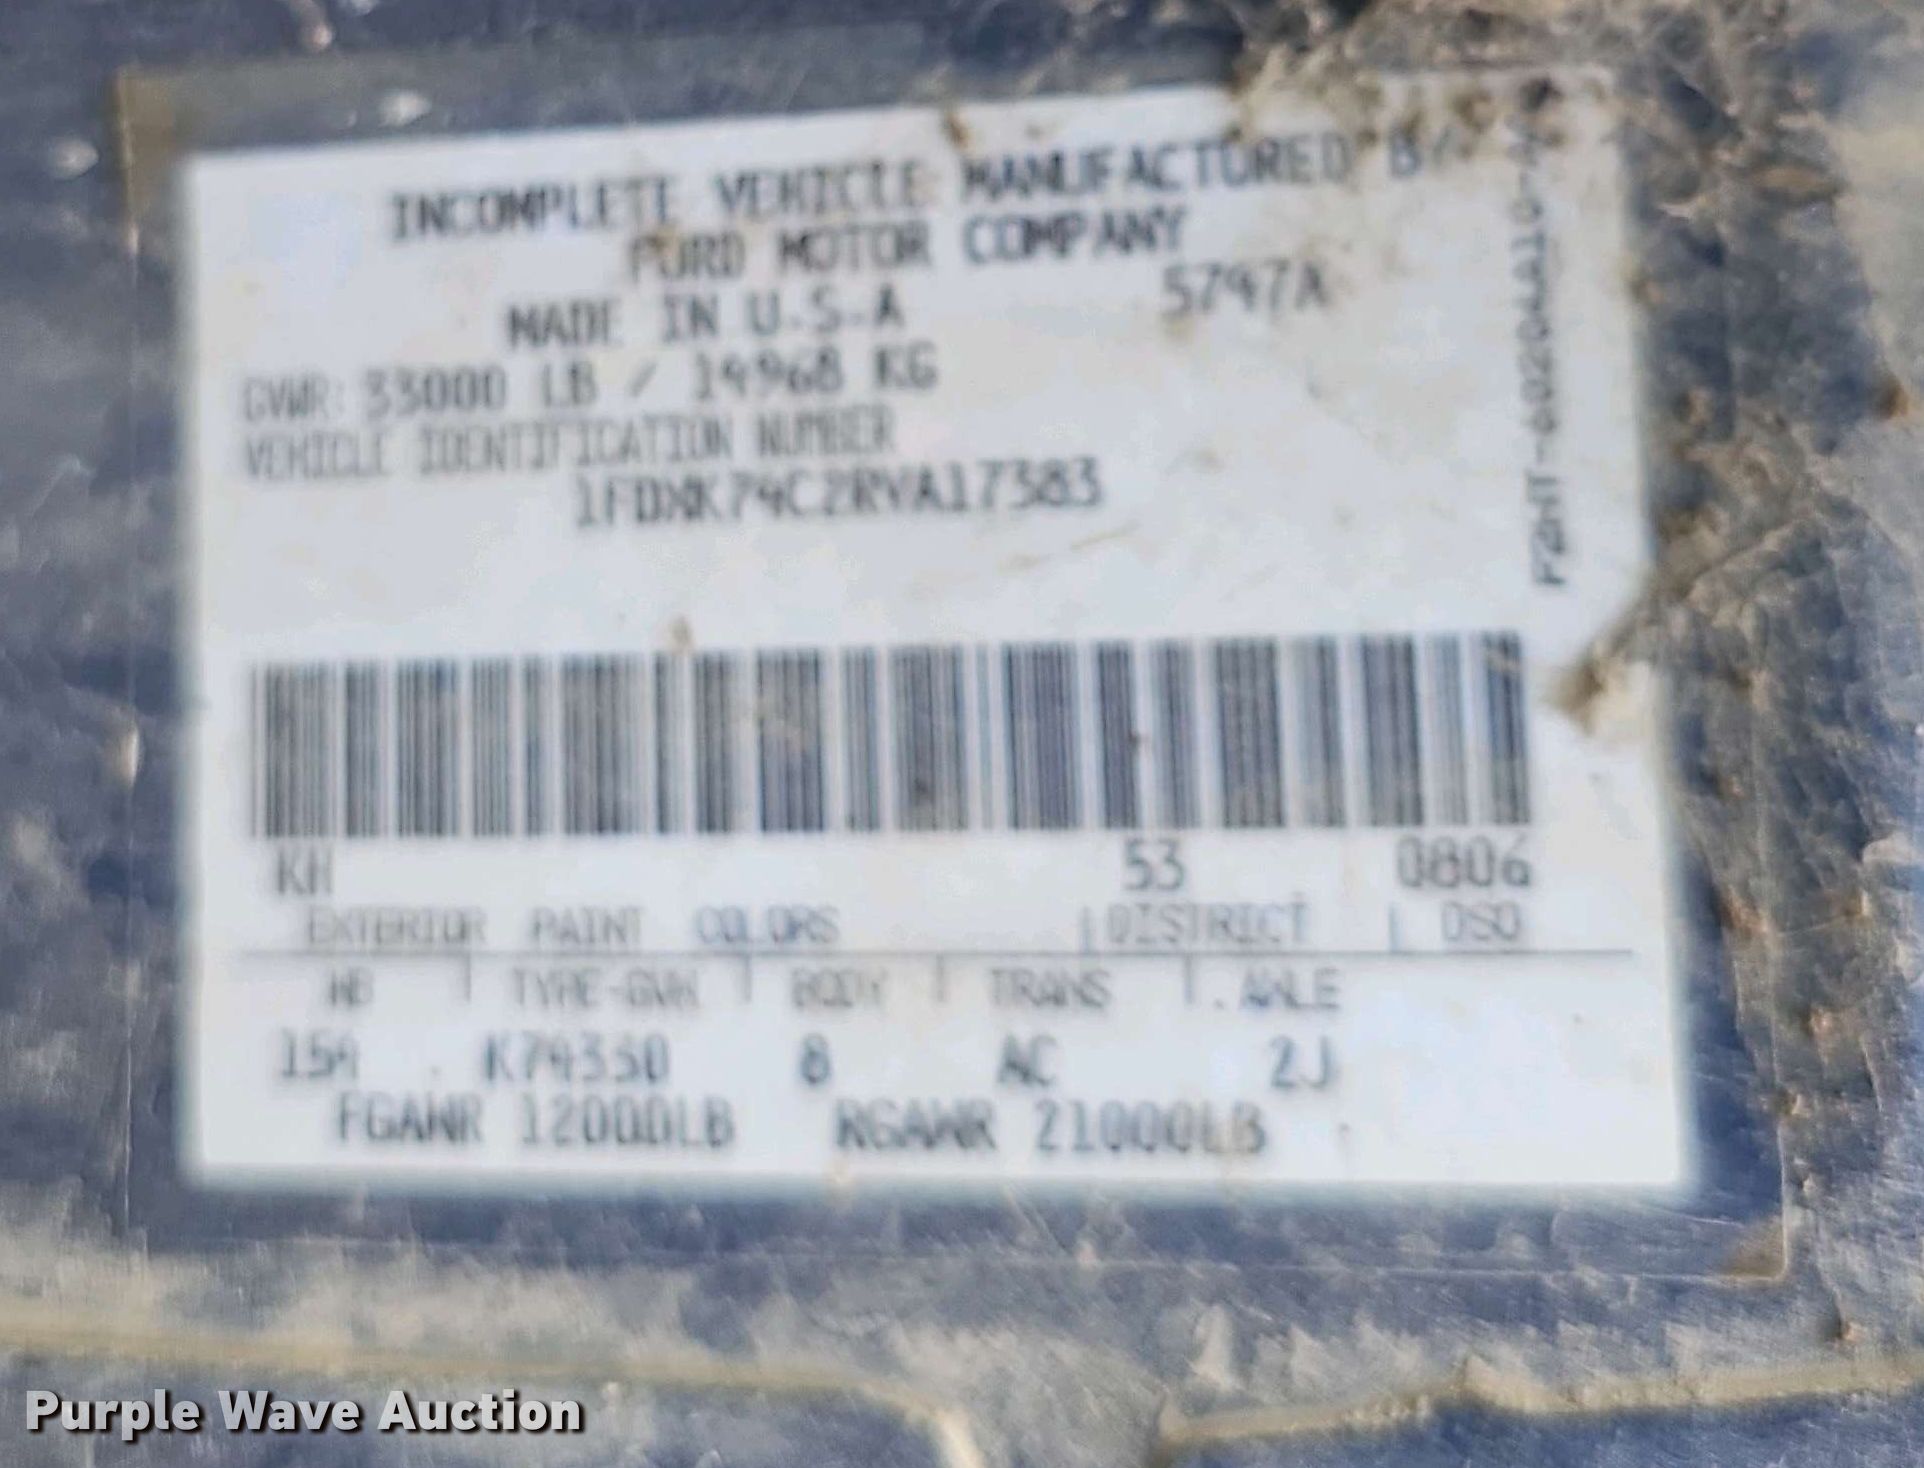 INCOMPLETE VEHICLE MANUFACTURED BY
FORD MOTOR COMPANY
MADE IN U.S.A 5797A
GVWR: 33000 LB / 14968 KG
VEHICLE IDENTIFICATION NUMBER
1FDNK74C2RVA17383
KH 53 0806
EXTERIOR PAINT COLORS DISTRICT DSO
WB TYPE-GVW BODY TRANS AXLE
154 K74330 8 AC 2J
FGAWR 12000LB RGAWR 21000LB
Purple Wave Auction